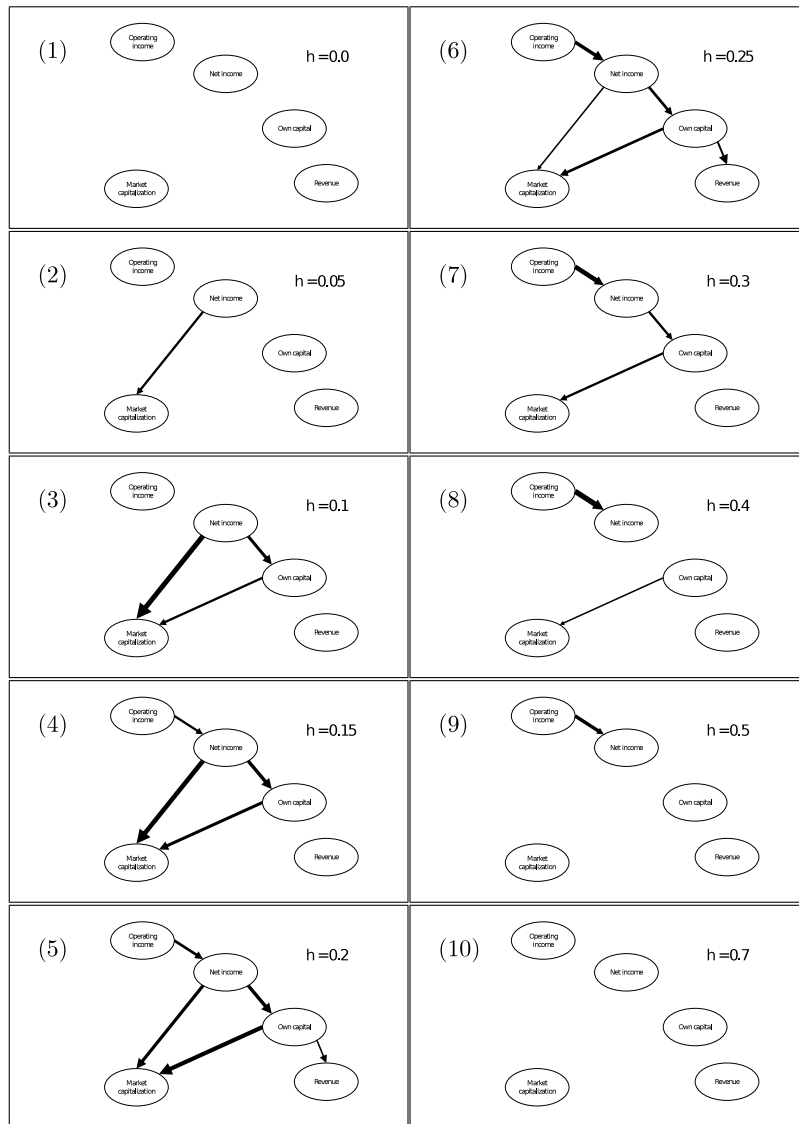 (1)
Operating
income
h = 0.0
Net income
Own capital
Market
capitalization
Revenue
(2)
Operating
income
h = 0.05
Net income
Own capital
Market
capitalization
Revenue
(3)
Operating
income
h = 0.1
Net income
Own capital
Market
capitalization
Revenue
(4)
Operating
income
h = 0.15
Net income
Own capital
Market
capitalization
Revenue
(5)
Operating
income
h = 0.2
Net income
Own capital
Market
capitalization
Revenue
(6)
Operating
income
h = 0.25
Net income
Own capital
Market
capitalization
Revenue
(7)
Operating
income
h = 0.3
Net income
Own capital
Market
capitalization
Revenue
(8)
Operating
income
h = 0.4
Net income
Own capital
Market
capitalization
Revenue
(9)
Operating
income
h = 0.5
Net income
Own capital
Market
capitalization
Revenue
(10)
Operating
income
h = 0.7
Net income
Own capital
Market
capitalization
Revenue